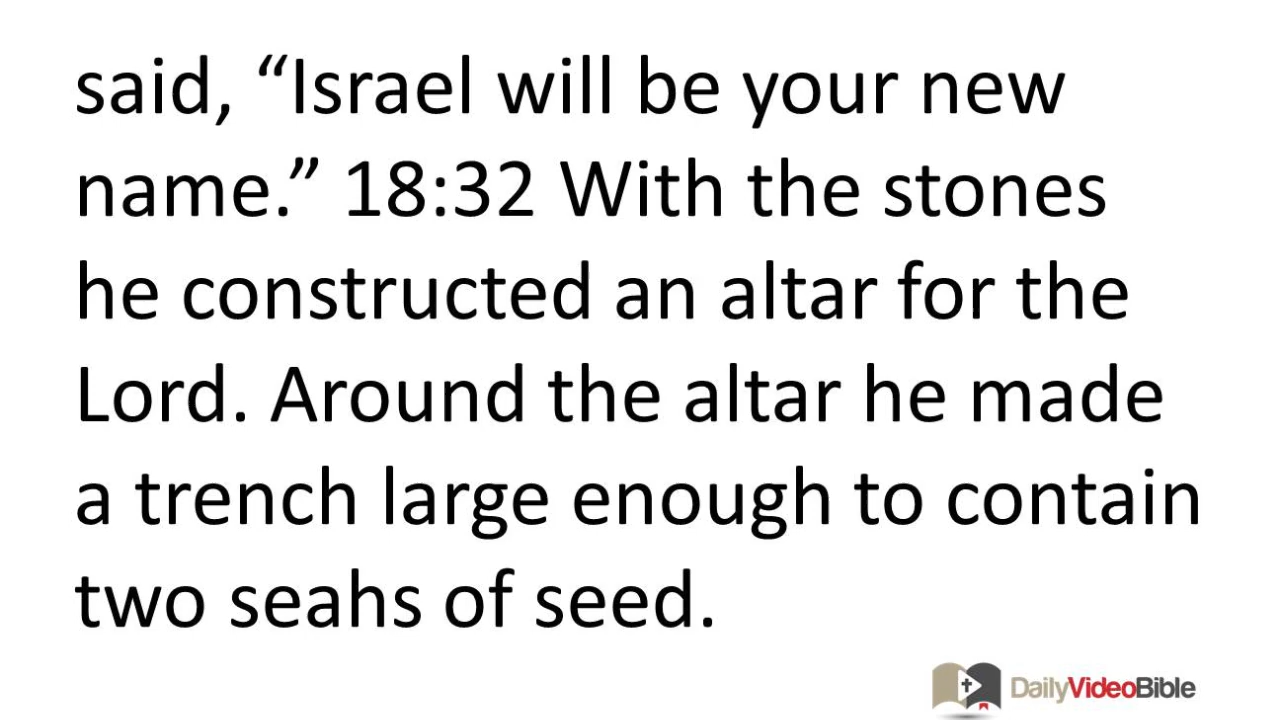 said, “Israel will be your new
name.” 18:32 With the stones
he constructed an altar for the
Lord. Around the altar he made
a trench large enough to contain
two seahs of seed.
DailyVideoBible